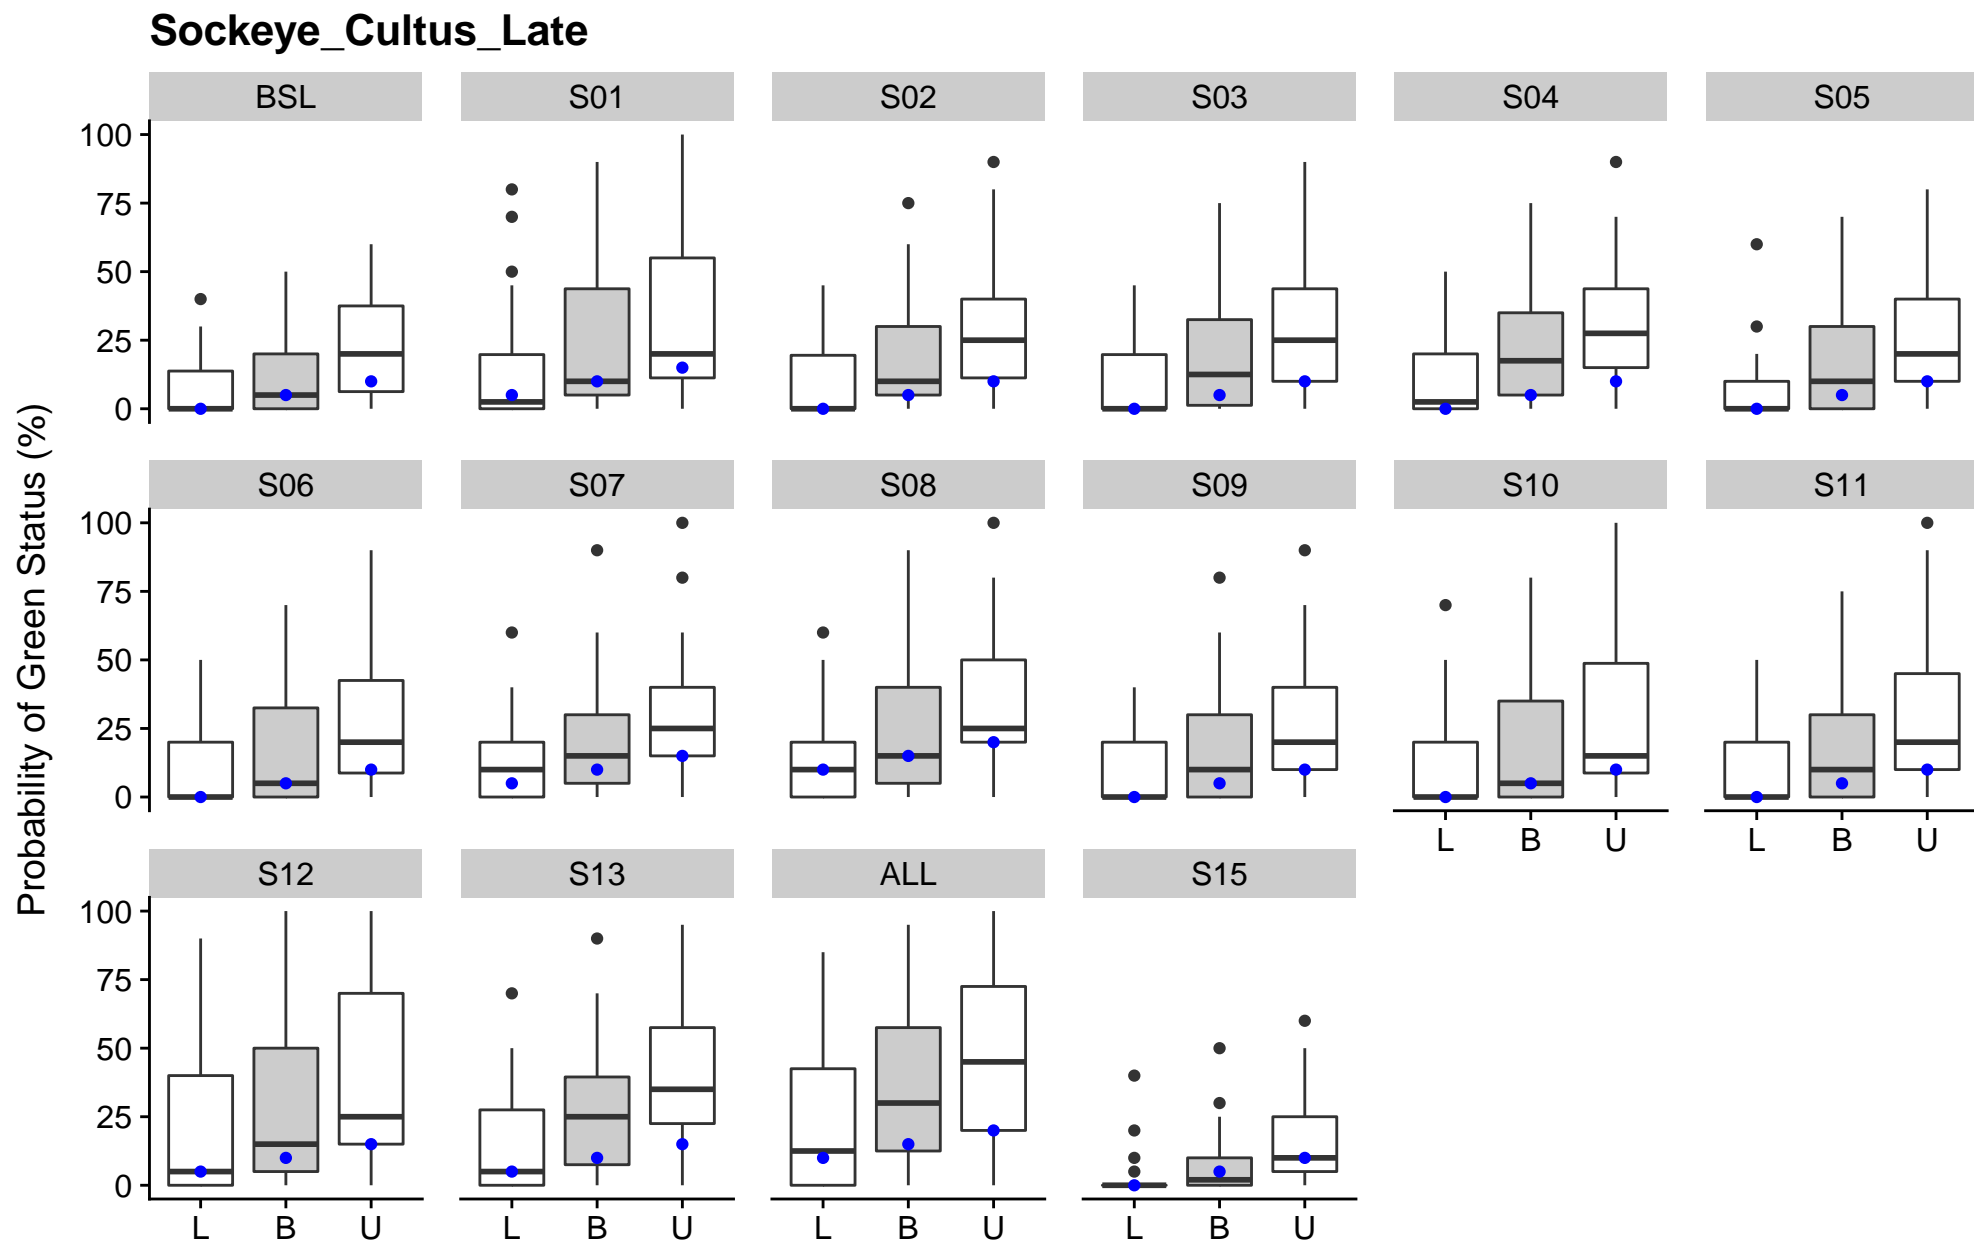 Sockeye_Cultus_Late
BSL S01 S02 S03 S04 S05
100
75
50
25
0
S06 S07 S08 S09 S10 S11
100
75
50
25
0
L B U L B U
Probability of Green Status (%)
S12 S13 ALL S15
100
75
50
25
0
L B U L B U L B U L B U